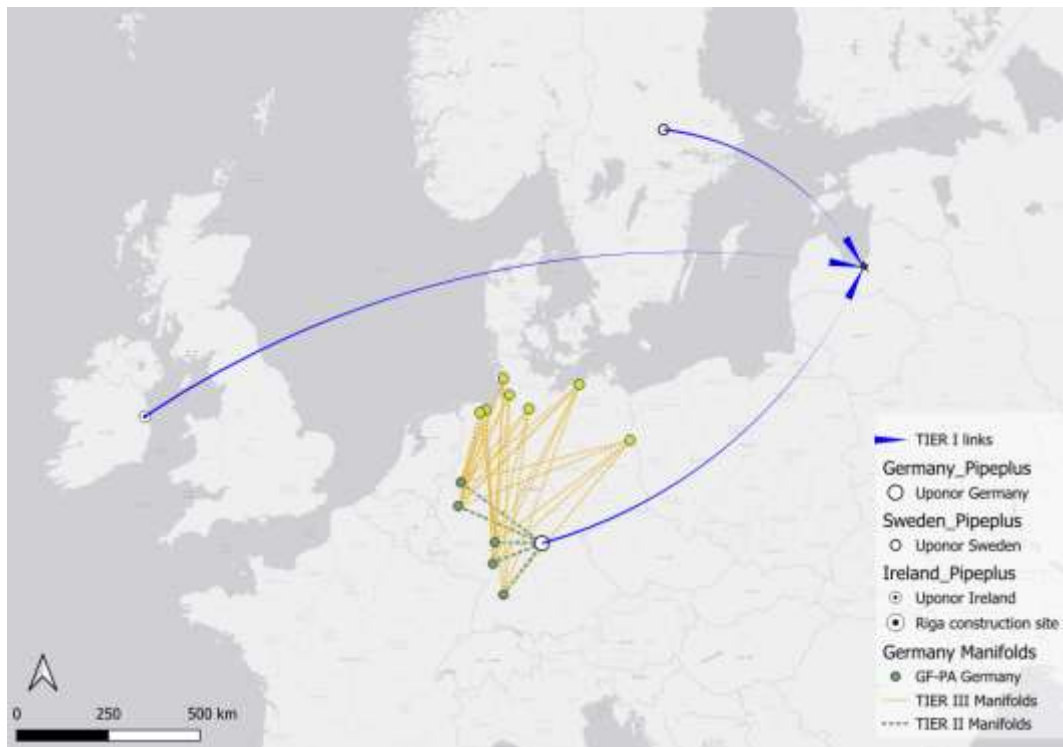 TIER I links
Germany_Pipeplus
Uponor Germany
Sweden_Pipeplus
Uponor Sweden
Ireland_Pipeplus
Uponor Ireland
Riga construction site
Germany Manifolds
GF-PA Germany
TIER III Manifolds
TIER II Manifolds
0 250 500 km